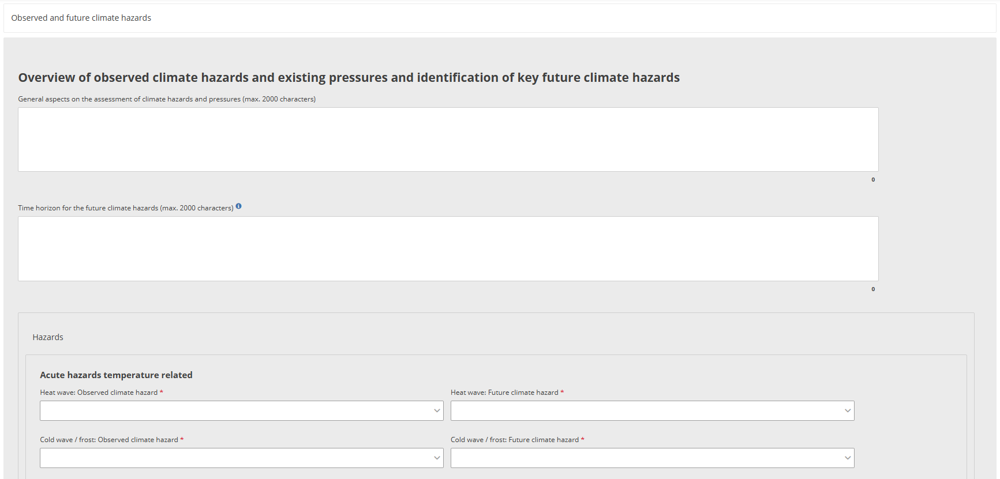 Observed and future climate hazards
Overview of observed climate hazards and existing pressures and identification of key future climate hazards
General aspects on the assessment of climate hazards and pressures (max. 2000 characters)
0
Time horizon for the future climate hazards (max. 2000 characters)
0
Hazards
Acute hazards temperature related
Heat wave: Observed climate hazard *
Heat wave: Future climate hazard *
Cold wave / frost: Observed climate hazard *
Cold wave / frost: Future climate hazard *